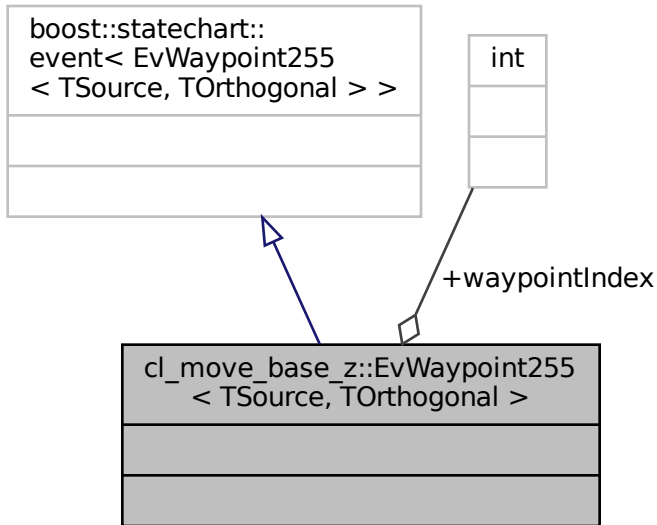 boost::statechart::
event< EvWaypoint255
< TSource, TOrthogonal > >
int
+waypointIndex
cl_move_base_z::EvWaypoint255
< TSource, TOrthogonal >